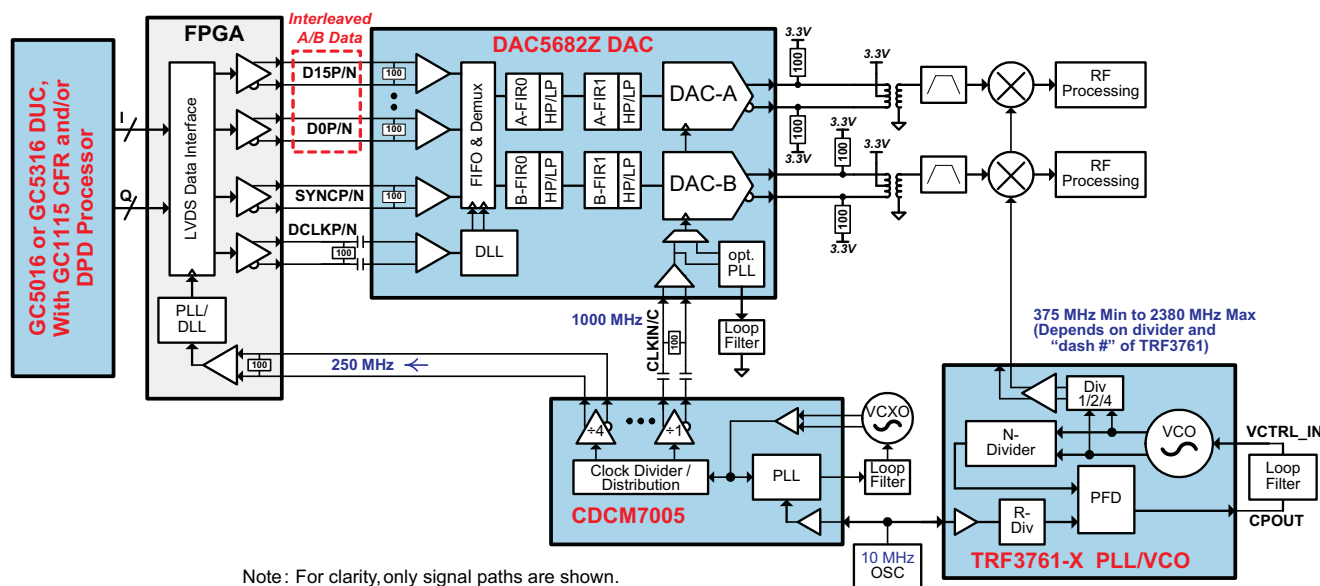 GC5016 or GC5316 DUC,
With GC1115 CFR and/or
DPD Processor
I
Q
FPGA
LVDS Data Interface
PLL/
DLL
100
250 MHz
Interleaved
A/B Data
D15P/N
D0P/N
SYNCP/N
DCLKP/N
100
100
100
100
100
DAC5682Z DAC
FIFO & Demux
DLL
A-FIR0
HP/LP
A-FIR1
HP/LP
B-FIR0
HP/LP
B-FIR1
HP/LP
DAC-A
DAC-B
opt.
PLL
Loop
Filter
1000 MHz
CLKIN/C
100
3.3V
100
3.3V
100
3.3V
3.3V
100
3.3V
100
3.3V
RF
Processing
RF
Processing
375 MHz Min to 2380 MHz Max
(Depends on divider and
"dash #" of TRF3761)
÷4
÷1
VCXO
Clock Divider /
Distribution
PLL
Loop
Filter
CDCM7005
10 MHz
OSC
Div
1/2/4
N-
Divider
VCO
R-
Div
PFD
VCTRL_IN
Loop
Filter
CPOUT
TRF3761-X PLL/VCO
Note: For clarity, only signal paths are shown.